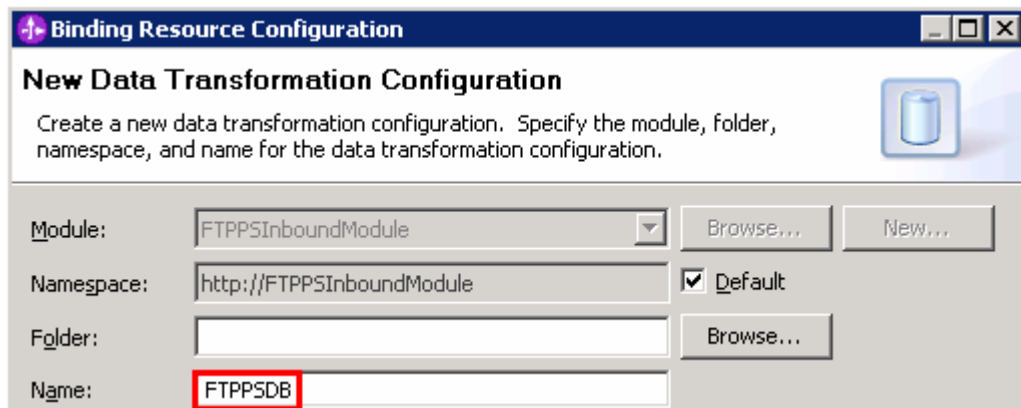 Binding Resource Configuration
New Data Transformation Configuration
Create a new data transformation configuration. Specify the module, folder,
namespace, and name for the data transformation configuration.
Module: FTPPSInboundModule Browse... New...
Namespace: http://FTPPSInboundModule Default
Folder: Browse...
Name: FTPPSDB